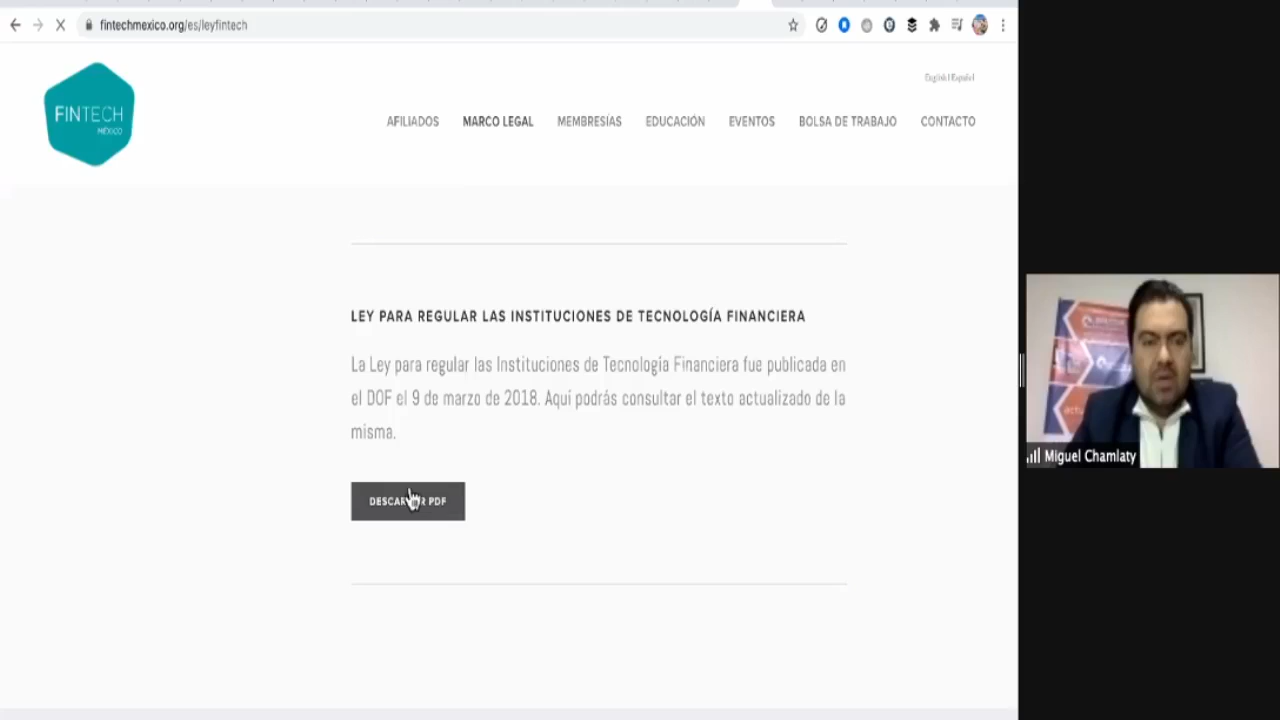 fintechmexico.org/es/leyfintech
English | Español
FINTECH
MÉXICO
AFILIADOS MARCO LEGAL MEMBRESÍAS EDUCACIÓN EVENTOS BOLSA DE TRABAJO CONTACTO
LEY PARA REGULAR LAS INSTITUCIONES DE TECNOLOGÍA FINANCIERA
La Ley para regular las Instituciones de Tecnología Financiera fue publicada en
el DOF el 9 de marzo de 2018. Aquí podrás consultar el texto actualizado de la
misma.
DESCARGAR PDF
Miguel Chamlaty